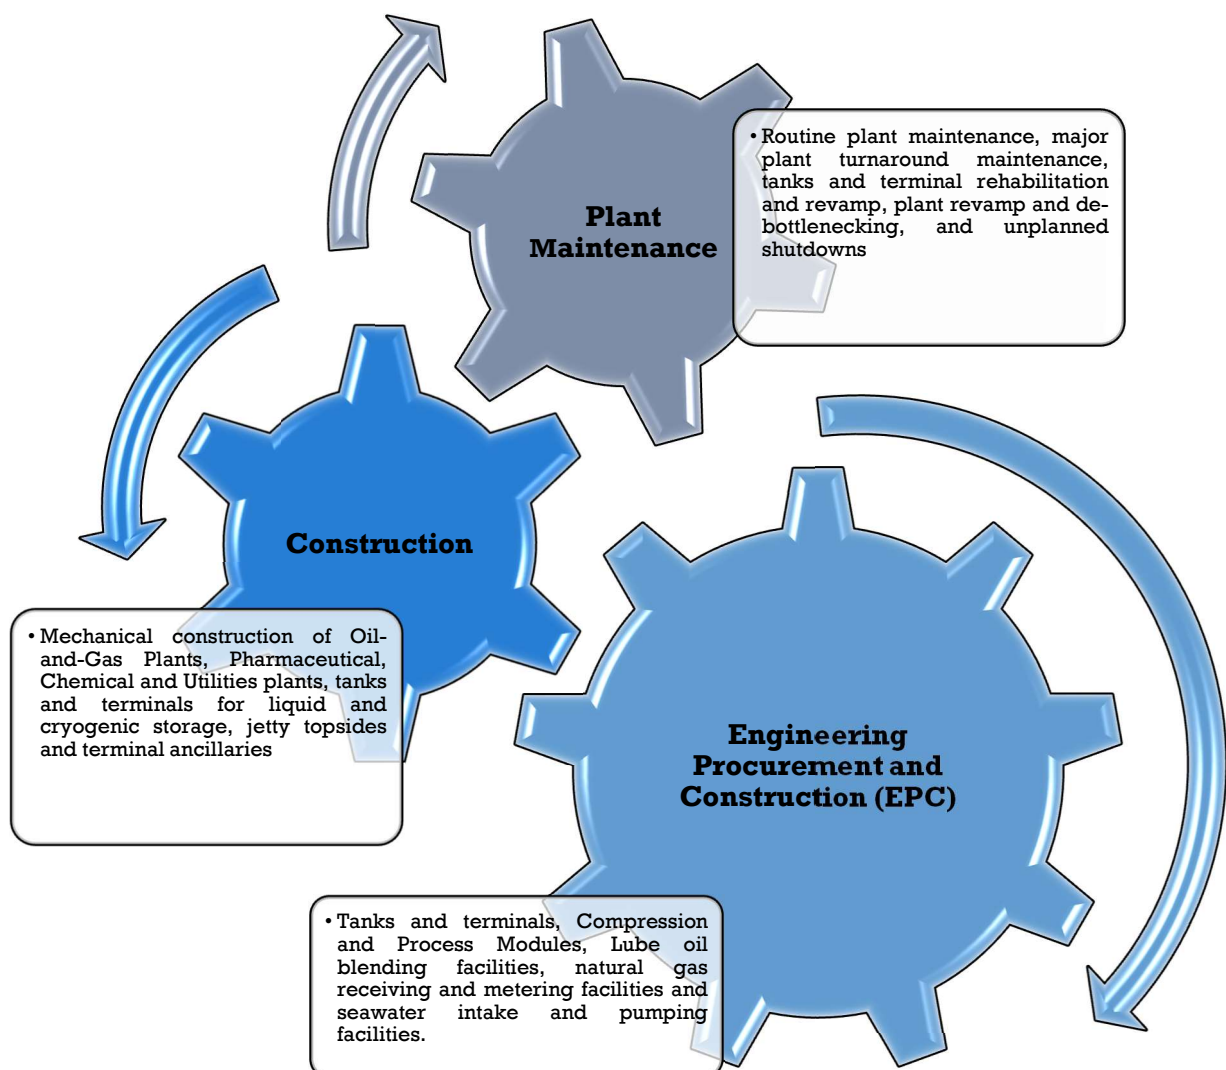 Plant
Maintenance
• Routine plant maintenance, major
plant turnaround maintenance,
tanks and terminal rehabilitation
and revamp, plant revamp and de-
bottlenecking, and unplanned
shutdowns
Construction
• Mechanical construction of Oil-
and-Gas Plants, Pharmaceutical,
Chemical and Utilities plants, tanks
and terminals for liquid and
cryogenic storage, jetty topsides
and terminal ancillaries
Engineering
Procurement and
Construction (EPC)
• Tanks and terminals, Compression
and Process Modules, Lube oil
blending facilities, natural gas
receiving and metering facilities and
seawater intake and pumping
facilities.